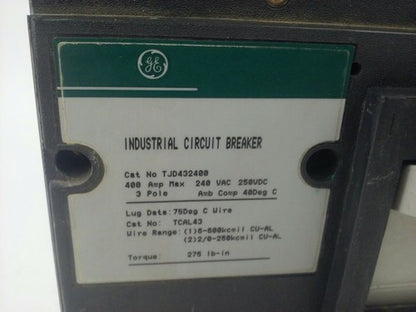 GE
INDUSTRIAL CIRCUIT BREAKER
Cat No TJD432400
400 Amp Max 240 VAC 250VDC
3 Pole Amb Comp 40Deg C
Lug Data: 75Deg C Wire
Cat No: TCAL43
Wire Range: (1)6-600kcmil CU-AL
(2)2/0-250kcmil CU-AL
Torque: 275 lb-in